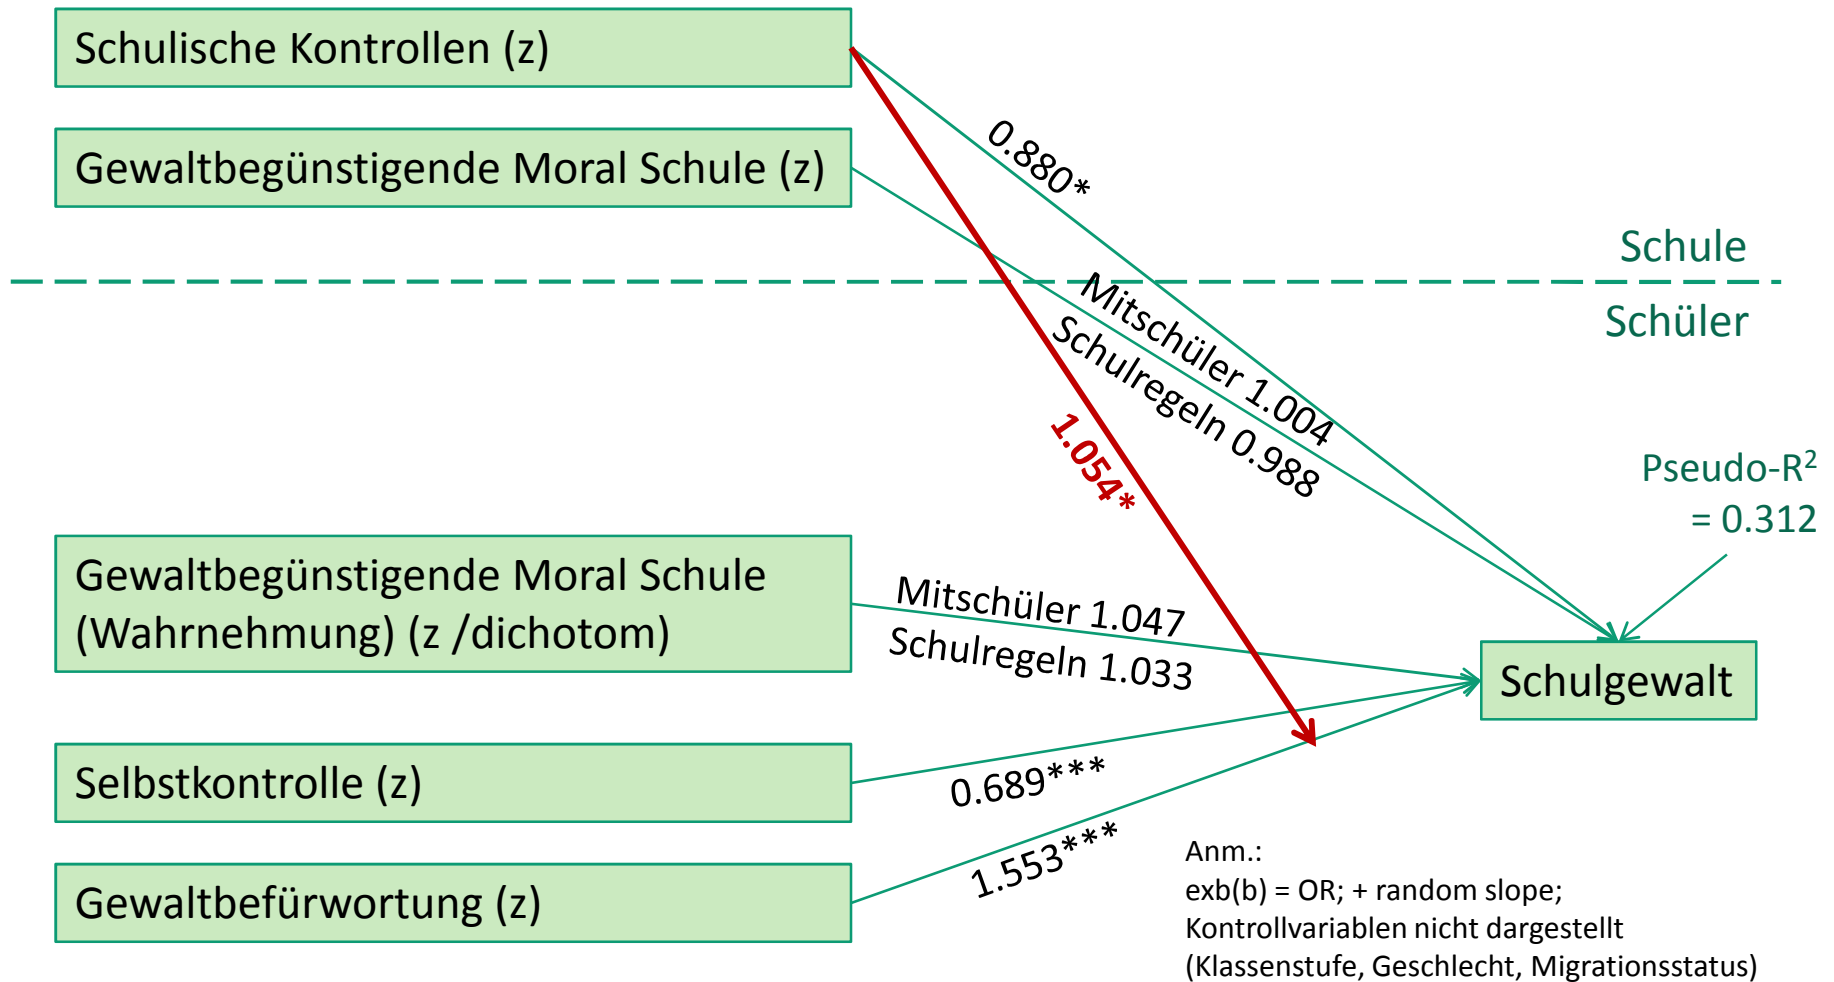 Schulische Kontrollen (z)
Gewaltbegünstigende Moral Schule (z)
0.880*
Schule
Schüler
Mitschüler 1.004
Schulregeln 0.988
1.054*
Pseudo-R²
= 0.312
Gewaltbegünstigende Moral Schule
(Wahrnehmung) (z /dichotom)
Mitschüler 1.047
Schulregeln 1.033
Schulgewalt
Selbstkontrolle (z)
0.689***
Gewaltbefürwortung (z)
1.553***
Anm.:
exb(b) = OR; + random slope;
Kontrollvariablen nicht dargestellt
(Klassenstufe, Geschlecht, Migrationsstatus)